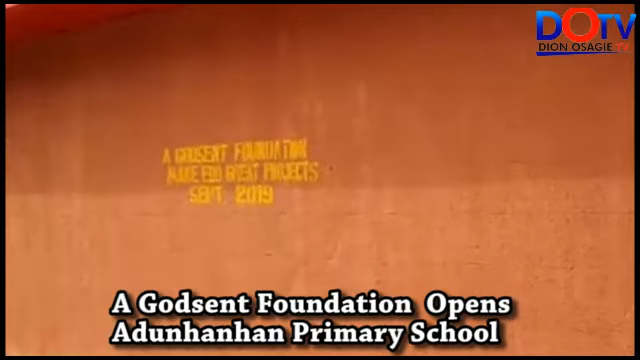 DOTV
DION OSAGIE TV
A GODSENT FOUNDATION
MAKE EDO GREAT PROJECTS
SEPT. 2019
A Godsent Foundation Opens
Adunhanhan Primary School